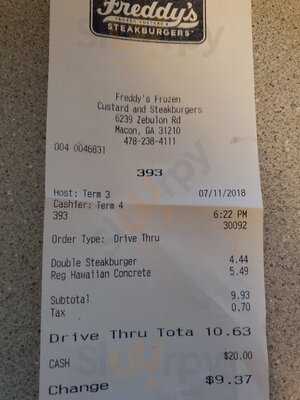 Freddy's
FROZEN CUSTARD &
STEAKBURGERS
Freddy's Frozen
Custard and Steakburgers
6239 Zebulon Rd
Macon, GA 31210
478-238-4111
004 0046831
393
Host: Term 3 07/11/2018
Cashier: Term 4
393 6:22 PM
30092
Order Type: Drive Thru
Double Steakburger 4.44
Reg Hawaiian Concrete 5.49
Subtotal 9.93
Tax 0.70
Drive Thru Tota 10.63
CASH $20.00
Change $9.37